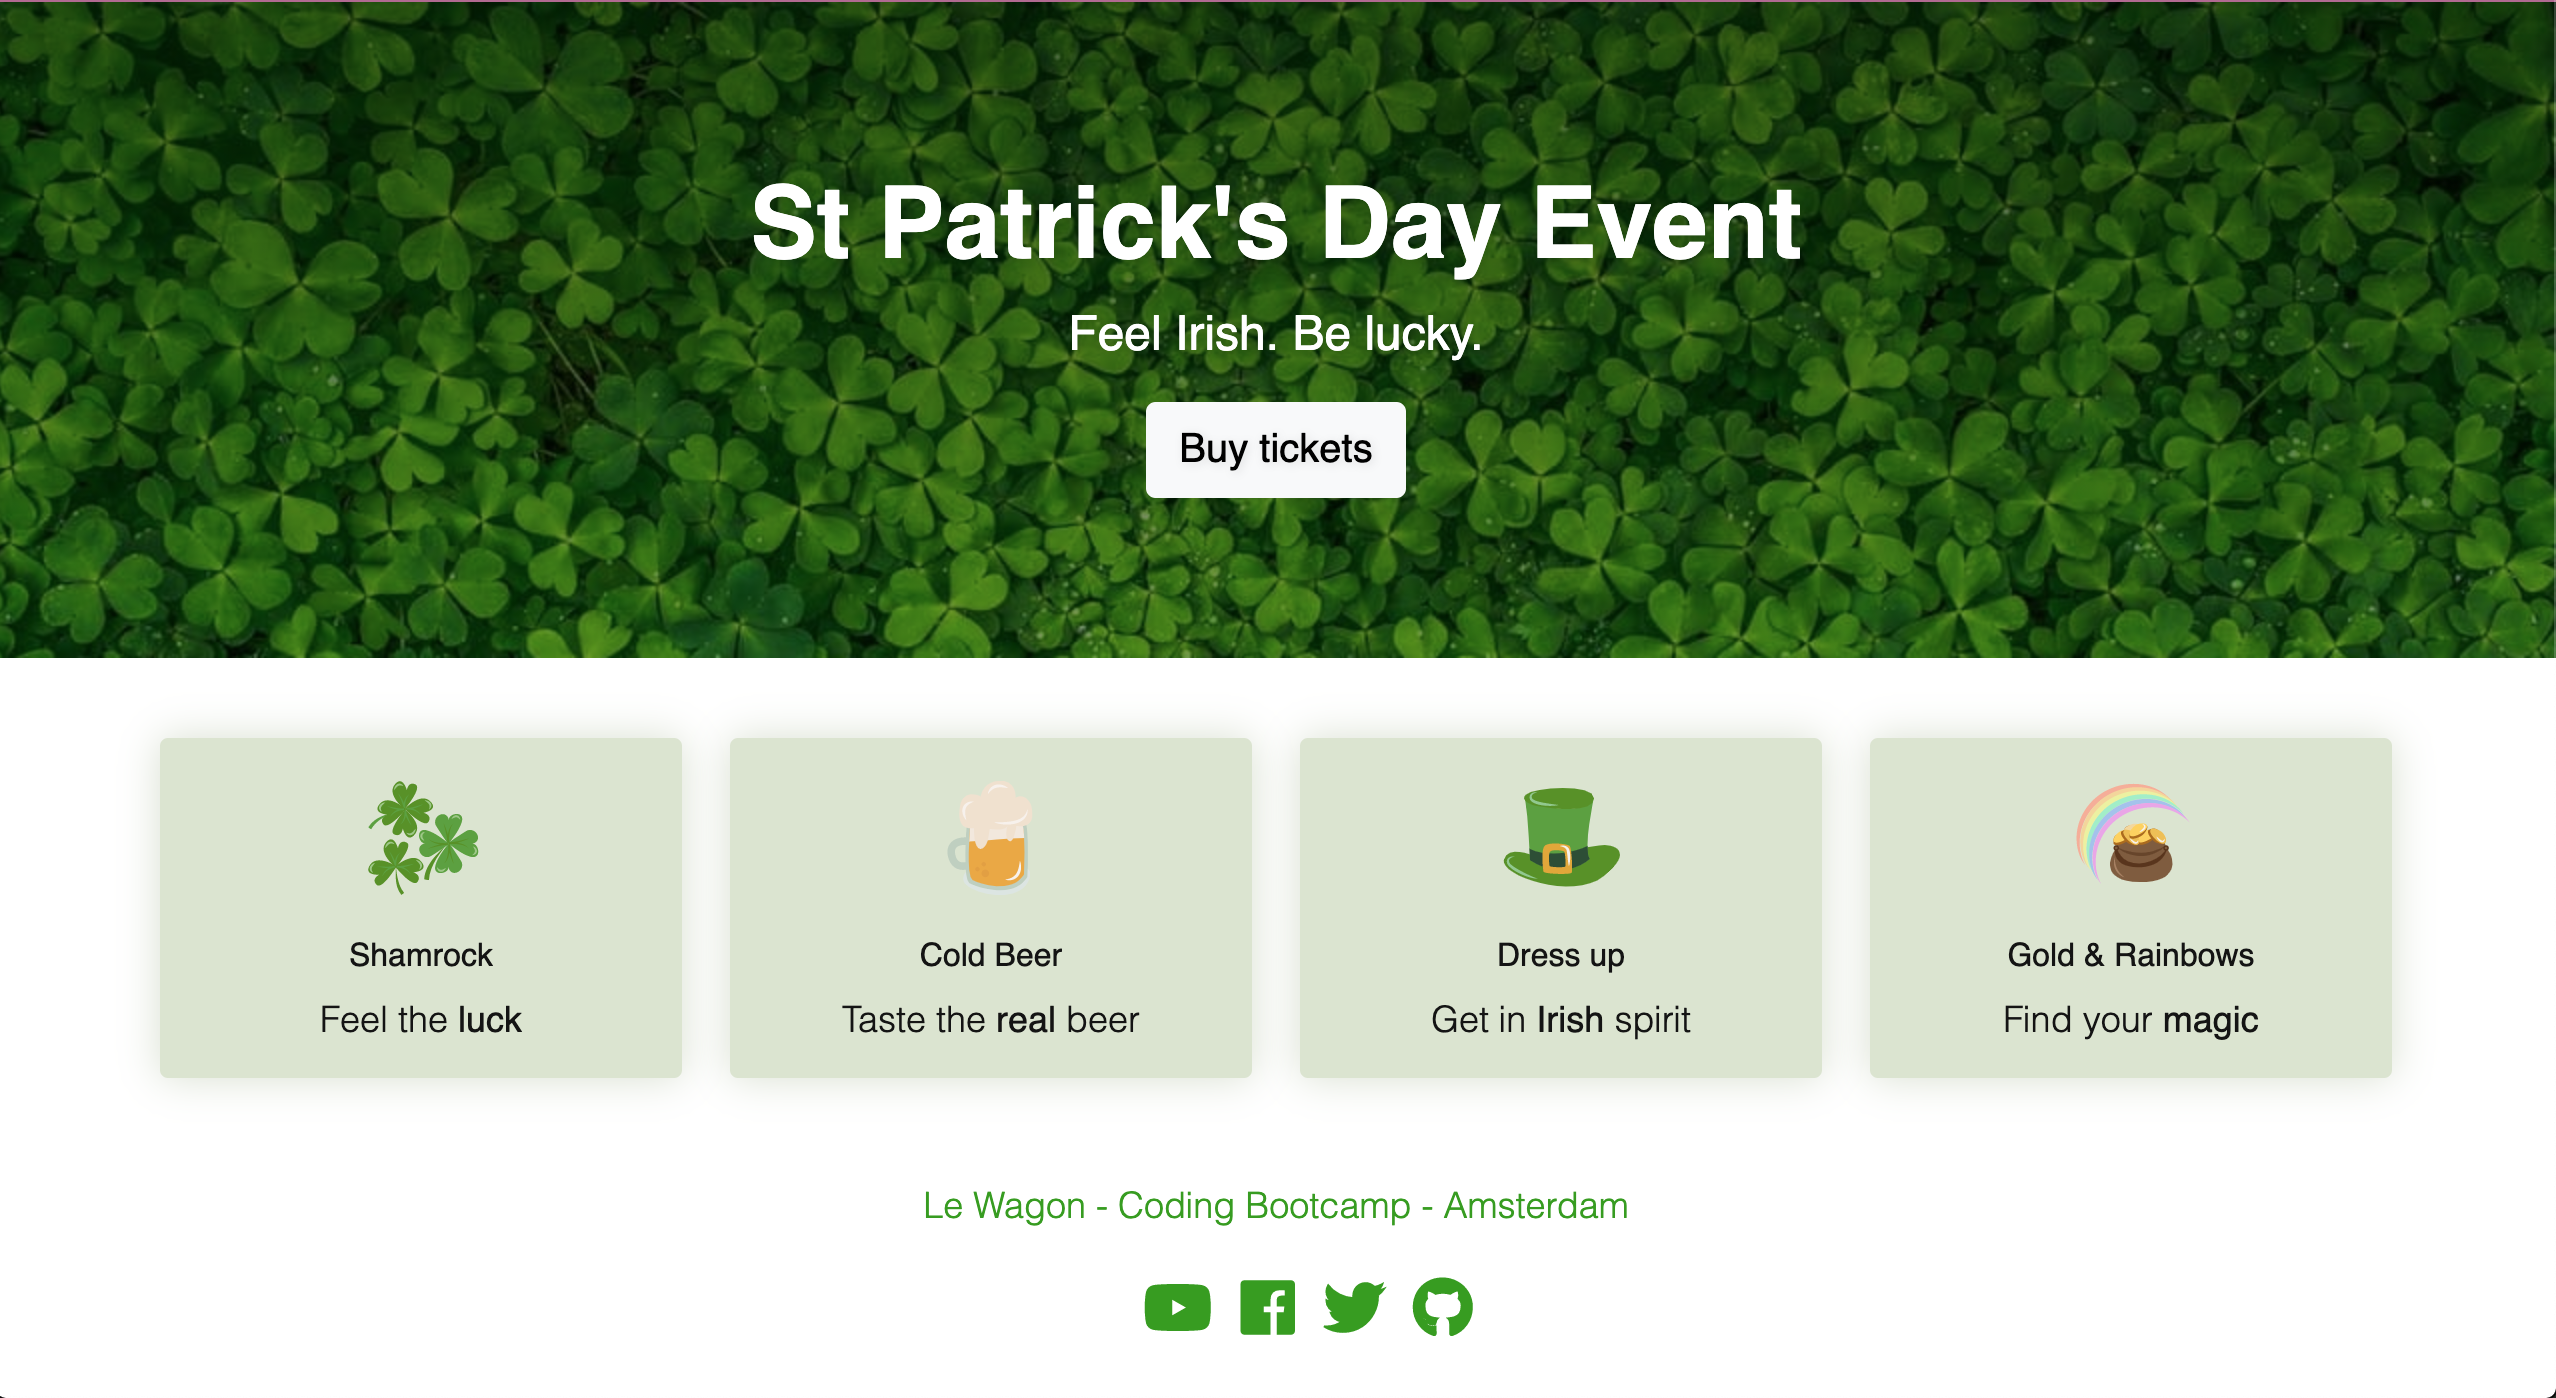 St Patrick's Day Event
Feel Irish. Be lucky.
Buy tickets
Shamrock
Feel the luck
Cold Beer
Taste the real beer
Dress up
Get in Irish spirit
Gold & Rainbows
Find your magic
Le Wagon - Coding Bootcamp - Amsterdam